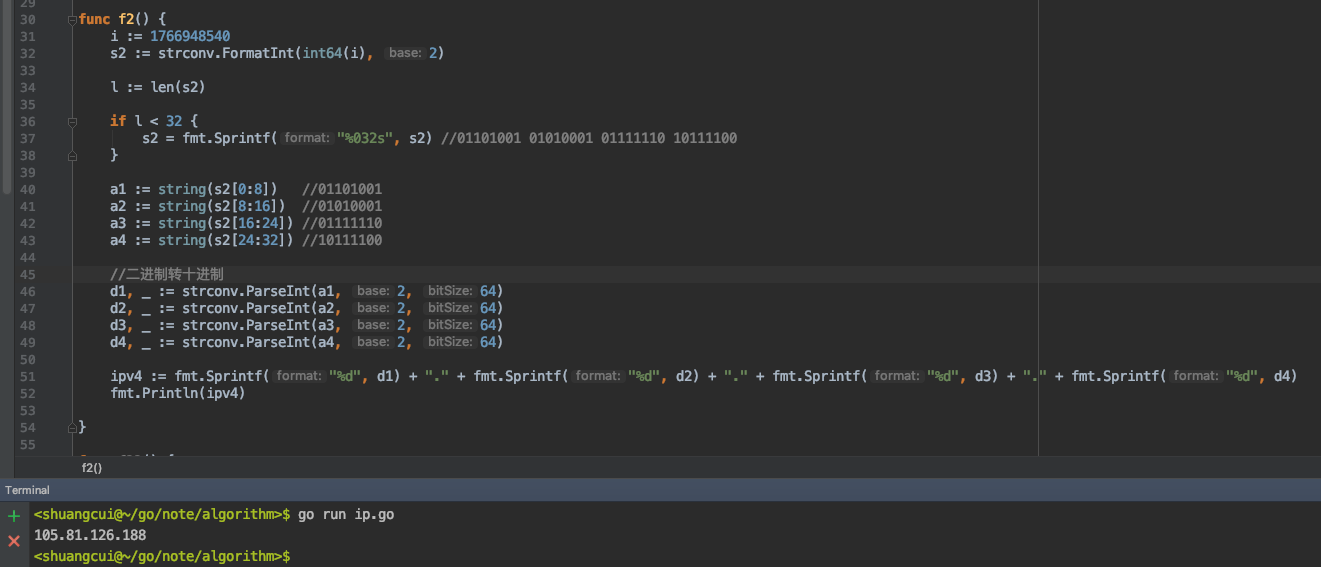 29
30 func f2() {
31 i := 1766948540
32 s2 := strconv.FormatInt(int64(i), base: 2)
33
34 l := len(s2)
35
36 if l < 32 {
37 s2 = fmt.Sprintf( format: "%032s", s2) //01101001 01010001 01111110 10111100
38 }
39
40 a1 := string(s2[0:8]) //01101001
41 a2 := string(s2[8:16]) //01010001
42 a3 := string(s2[16:24]) //01111110
43 a4 := string(s2[24:32]) //10111100
44
45 //二进制转十进制
46 d1, _ := strconv.ParseInt(a1, base: 2, bitSize: 64)
47 d2, _ := strconv.ParseInt(a2, base: 2, bitSize: 64)
48 d3, _ := strconv.ParseInt(a3, base: 2, bitSize: 64)
49 d4, _ := strconv.ParseInt(a4, base: 2, bitSize: 64)
50
51 ipv4 := fmt.Sprintf( format: "%d", d1) + "." + fmt.Sprintf( format: "%d", d2) + "." + fmt.Sprintf( format: "%d", d3) + "." + fmt.Sprintf( format: "%d", d4)
52 fmt.Println(ipv4)
53
54 }
55
f2()
Terminal
<shuangcui@~/go/note/algorithm>$ go run ip.go
105.81.126.188
<shuangcui@~/go/note/algorithm>$